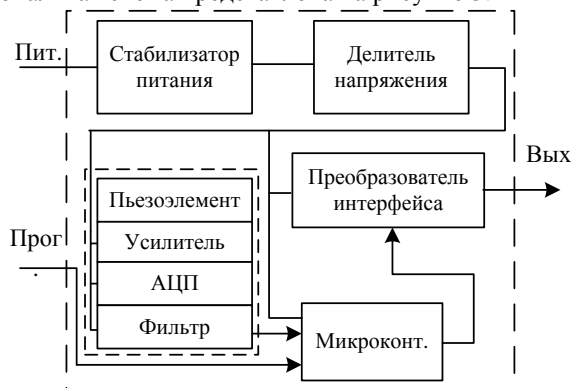 Пит.
Стабилизатор
питания
Делитель
напряжения
Вых
Преобразователь
интерфейса
Пьезоэлемент
Усилитель
АЦП
Фильтр
Прог
.
Микроконт.